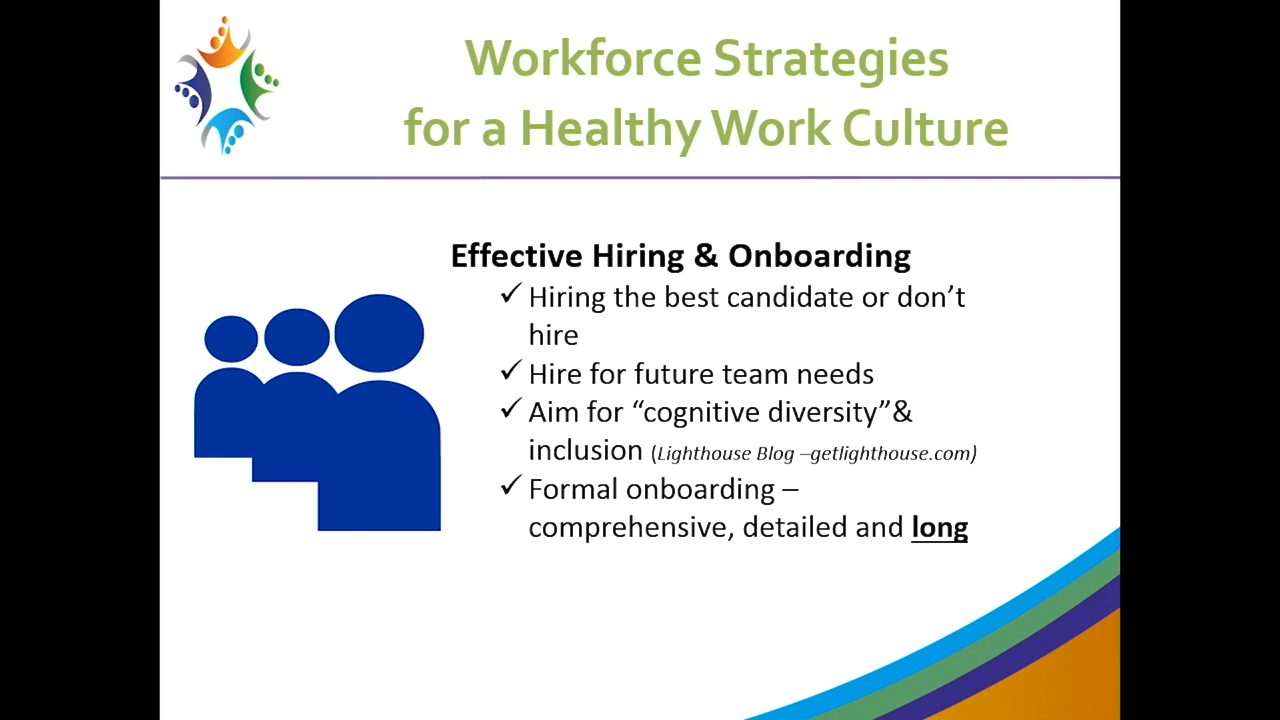 Workforce Strategies
for a Healthy Work Culture
Effective Hiring & Onboarding
✓ Hiring the best candidate or don’t
hire
✓ Hire for future team needs
✓ Aim for “cognitive diversity”&
inclusion (Lighthouse Blog –getlighthouse.com)
✓ Formal onboarding –
comprehensive, detailed and long